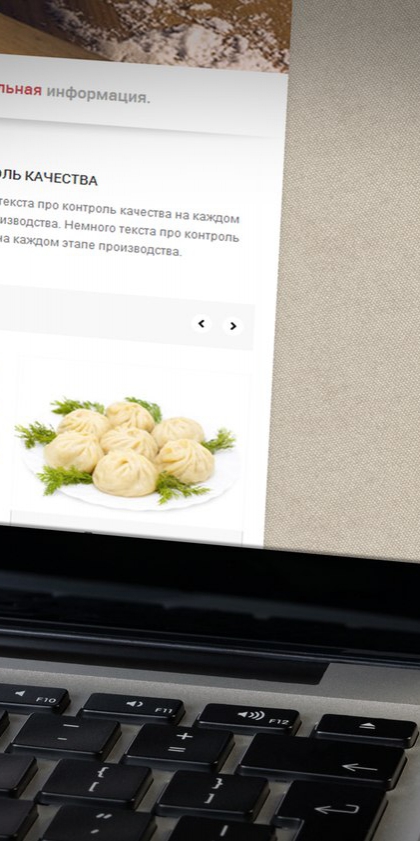 льная информация.
ОЛЬ КАЧЕСТВА
текста про контроль качества на каждом
изводства. Немного текста про контроль
на каждом этапе производства.
F10
F11
F12
- _
+ =
{ [
} ]
"
|